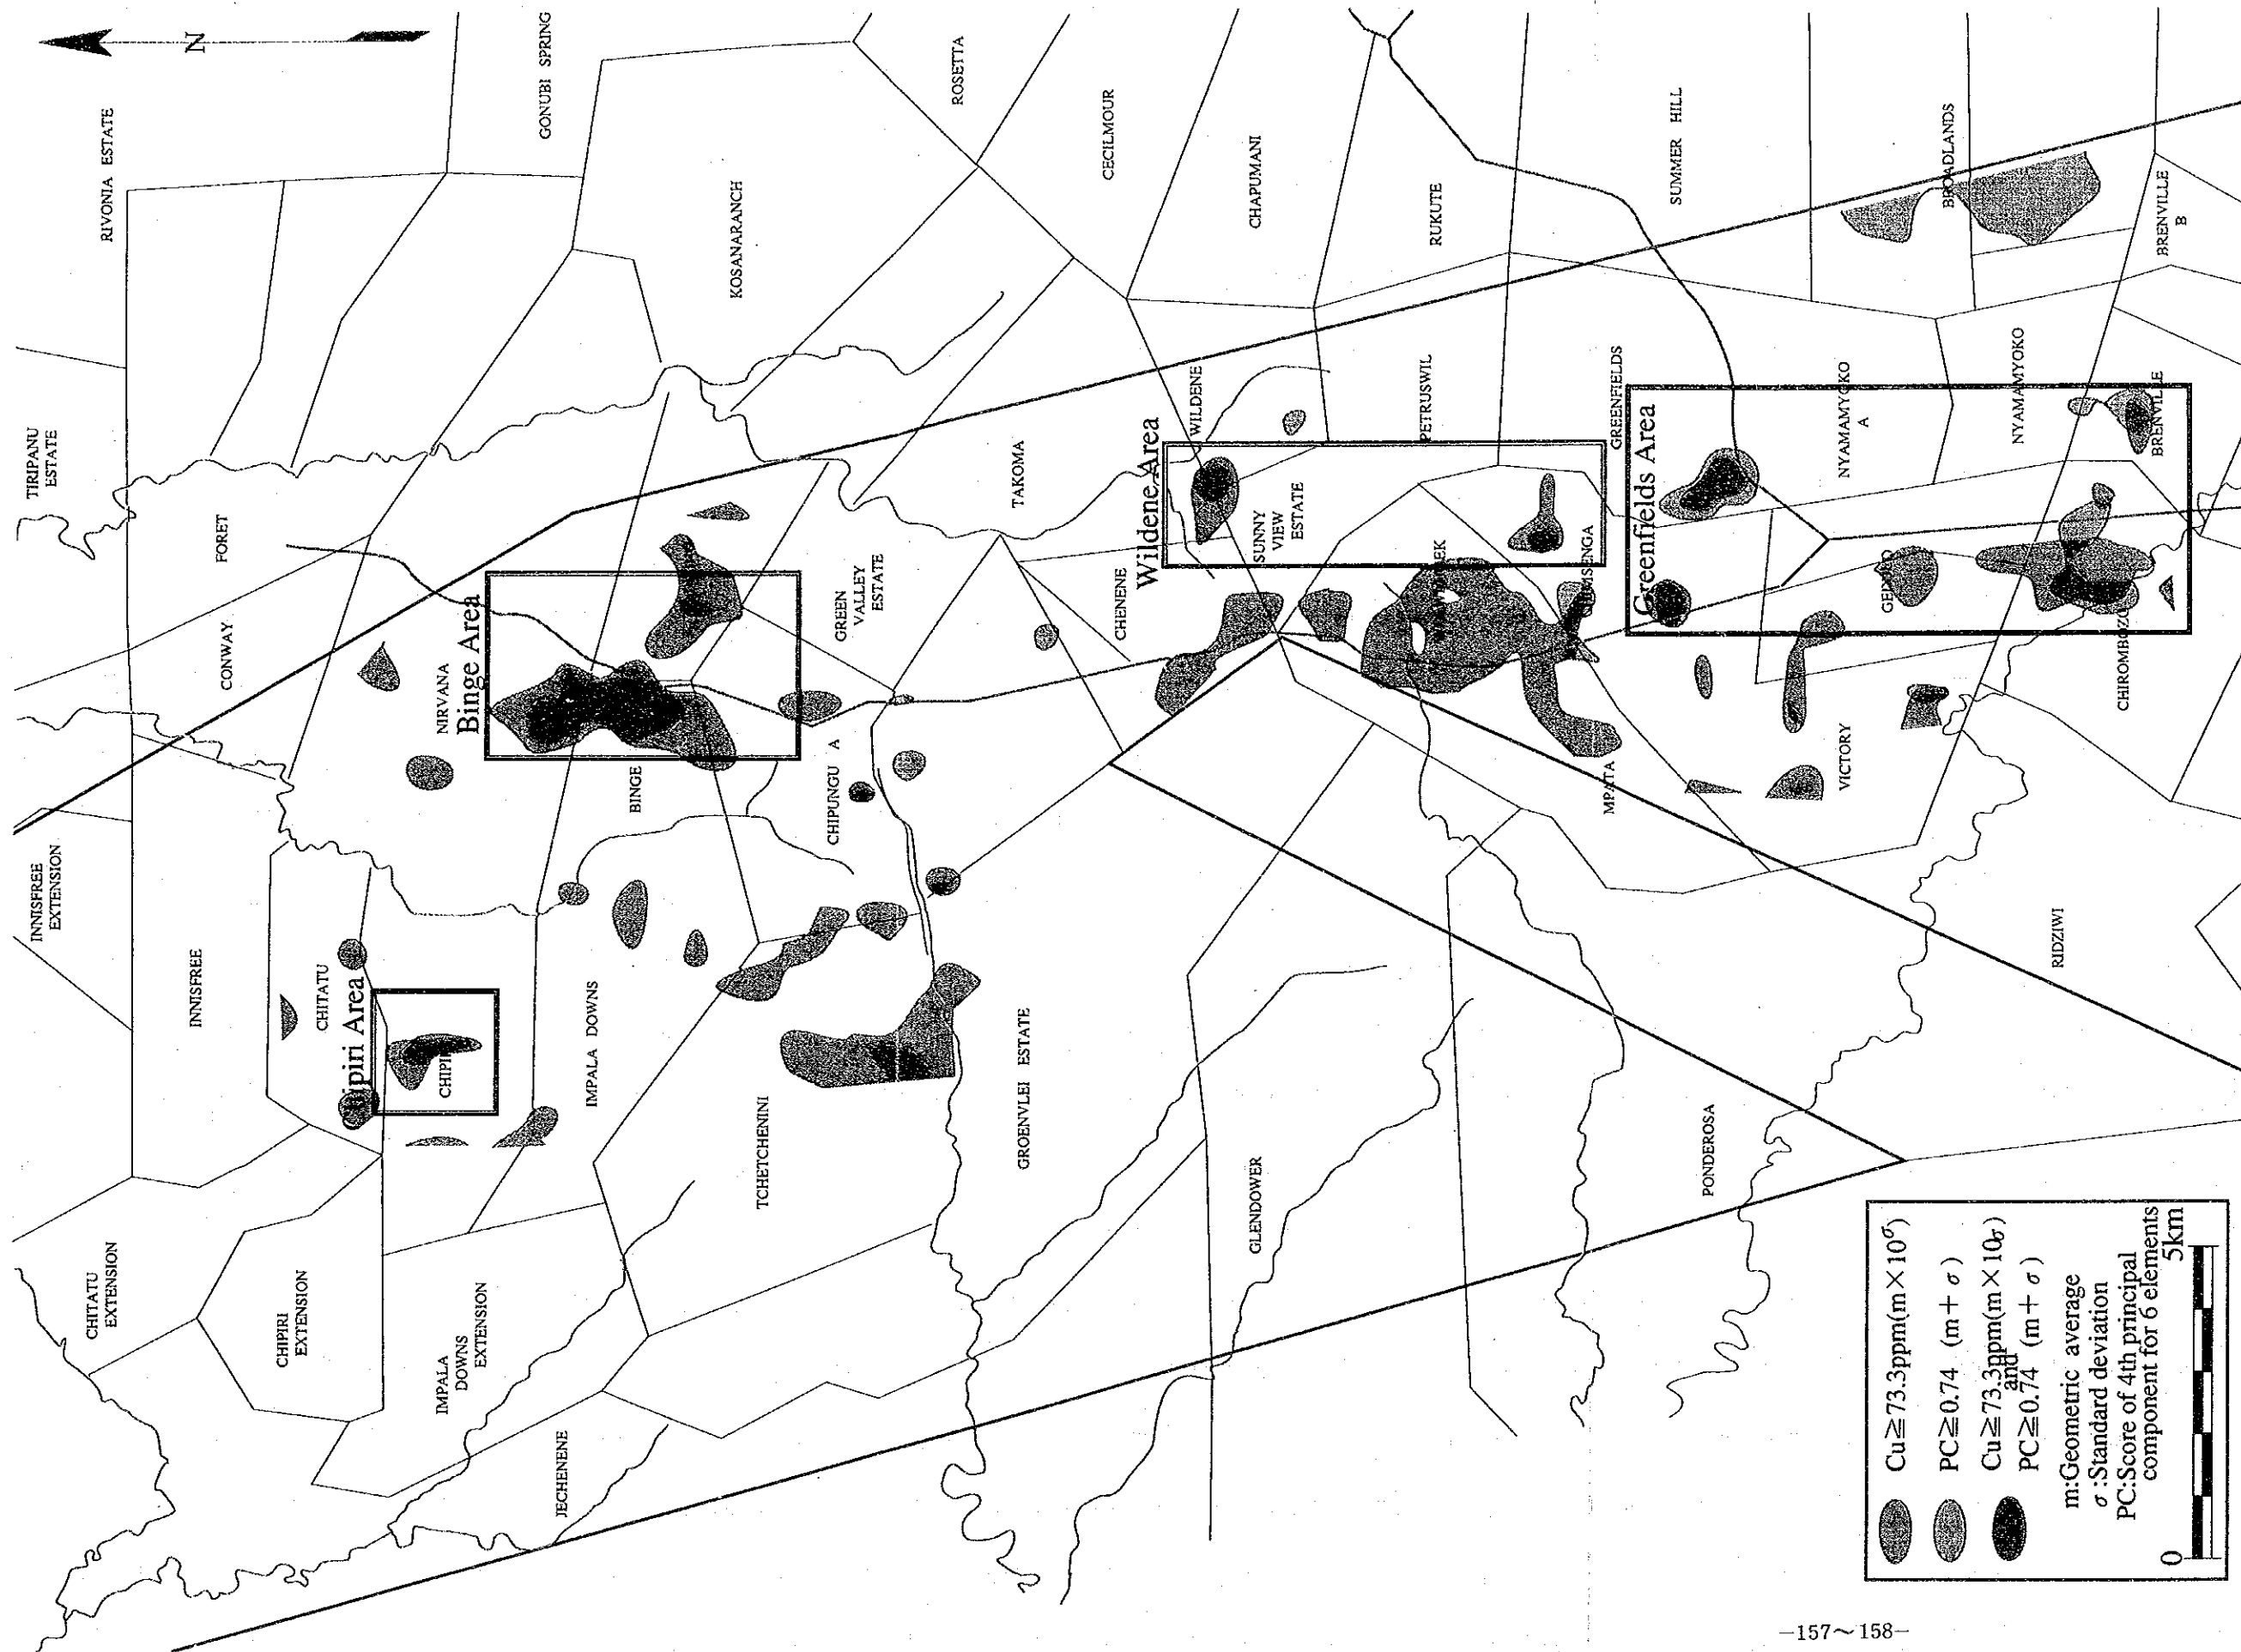 N
RIVONIA ESTATE
GONUBI SPRING
KOSANARANCH
ROSETTA
CECILMOUR
CHAPUMANI
RUKUTE
SUMMER HILL
BROADLANDS
BRENVILLE
B
TIRIPANU
ESTATE
FORET
CONWAY
NIRVANA
Binge Area
BINGE
GREEN
VALLEY
ESTATE
CHIPUNGU A
TAKOMA
CHENENE
Wildene Area
WILDENE
SUNNY
VIEW
ESTATE
PETRUSWIL
GREENFIELDS
Greenfields Area
NYAMAMYOKO
A
NYAMAMYOKO
BRENVILLE
CHIROMBOZO
VICTORY
MPATA
INNISFREE
EXTENSION
INNISFREE
CHITATU
CHIPI
IMPALA DOWNS
TCHETCHENINI
GROENVLEI ESTATE
GLENDOWER
PONDEROSA
RIDZIWI
CHITATU
EXTENSION
CHIPIRI
EXTENSION
IMPALA
DOWNS
EXTENSION
JECHENENE
Cu≧73.3ppm(m×10σ)
PC≧0.74 (m+σ)
Cu≧73.3ppm(m×10σ)
and
PC≧0.74 (m+σ)
m:Geometric average
σ:Standard deviation
PC:Score of 4th principal
component for 6 elements
0 5km
—157～158—